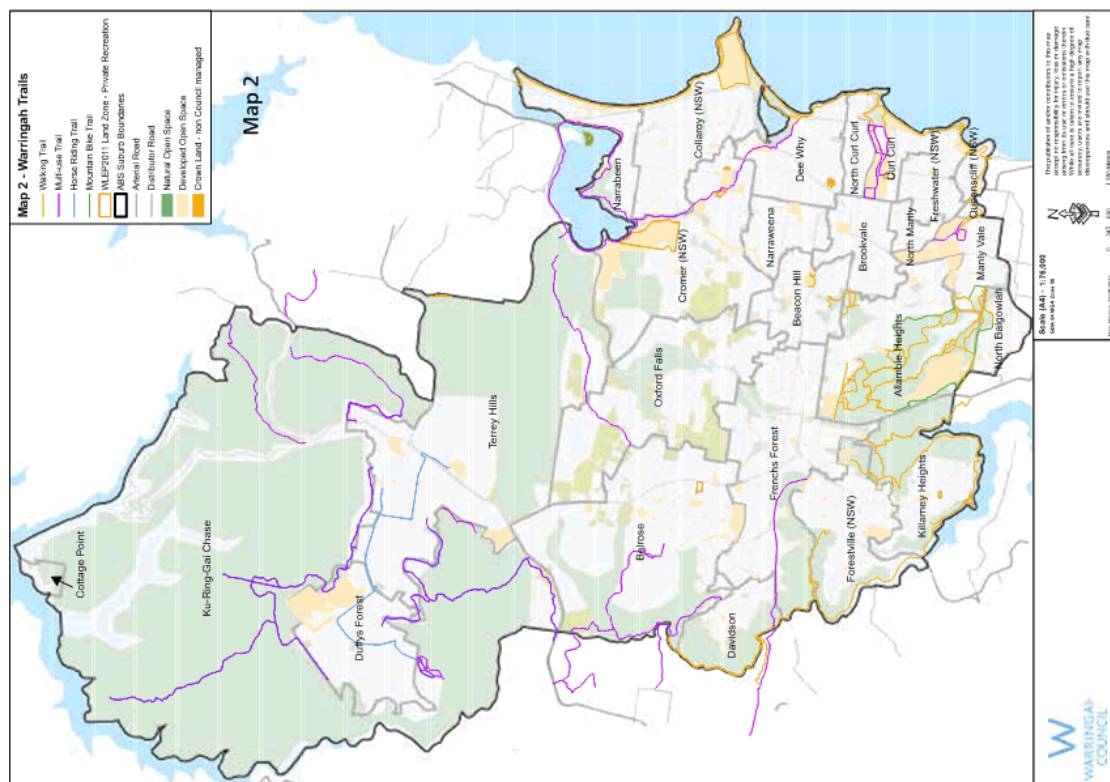 Map 2 - Warringah Trails
Walking Trail
Multi-use Trail
Horse Riding Trail
Mountain Bike Trail
WLEP2011 Land Zone - Private Recreation
ABS Suburb Boundaries
Arterial Road
Distributor Road
Natural Open Space
Developed Open Space
Crown Land - non Council managed
Map 2
Cottage Point
Ku-Ring-Gai Chase
Duffys Forest
Terrey Hills
Narrabeen
Collaroy (NSW)
Cromer (NSW)
Oxford Falls
Belrose
Narraweena
Dee Why
Beacon Hill
Frenchs Forest
Davidson
Brookvale
North Curl Curl
Curl Curl
Forestville (NSW)
Allambie Heights
North Manly
Freshwater (NSW)
Killarney Heights
Manly Vale
Queenscliff (NSW)
North Balgowlah
Scale (A4) - 1:76,000
N
W
WARRINGAH
COUNCIL